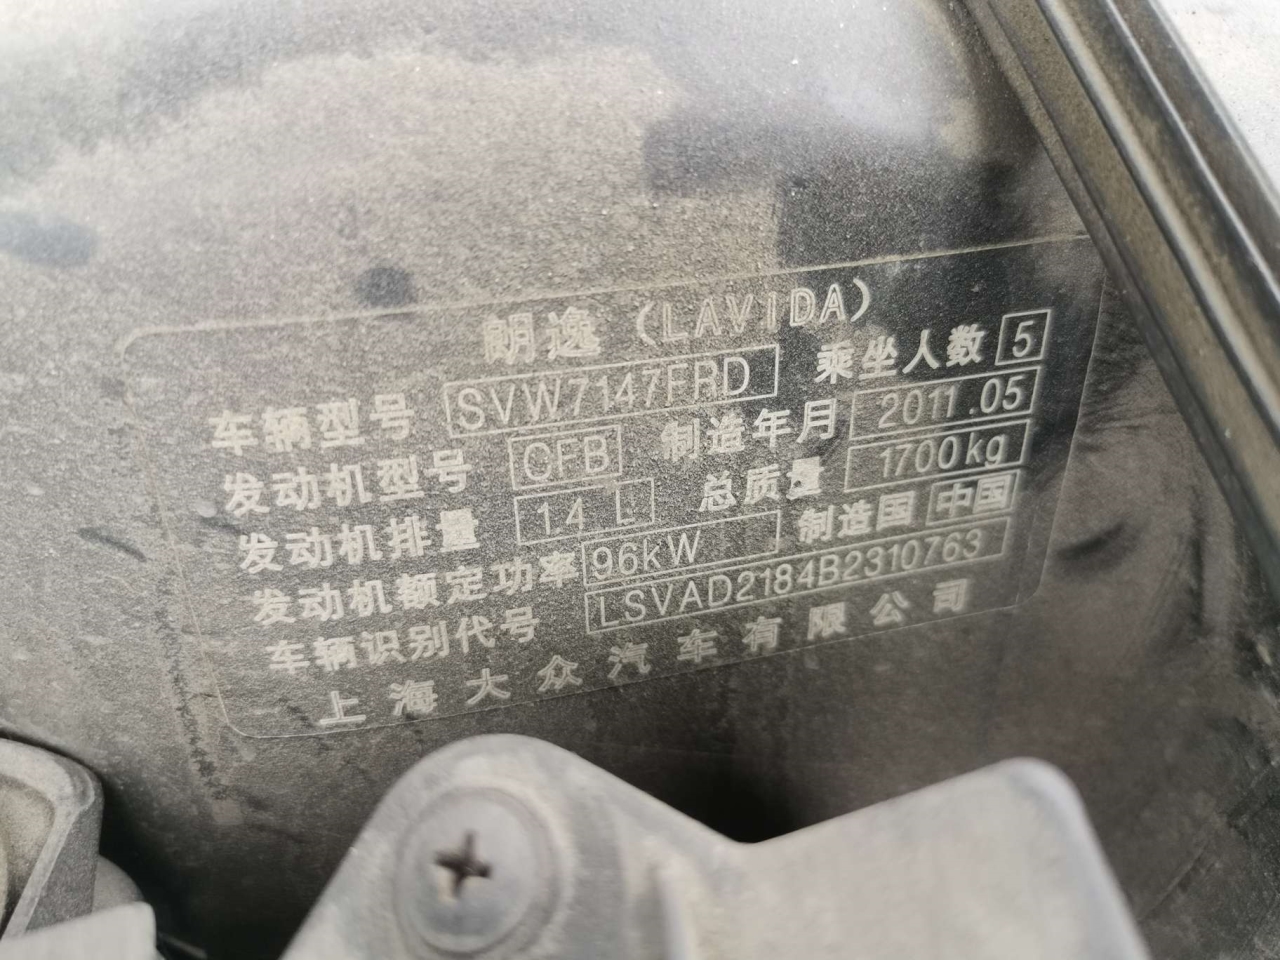 朗逸（LAVIDA）
车辆型号 SVW7147FRD 乘坐人数 5
发动机型号 CFB 制造年月 2011.05
发动机排量 1.4 L 总质量 1700kg
发动机额定功率 96kW 制造国 中国
车辆识别代号 LSVAD2184B2310763
上海大众汽车有限公司